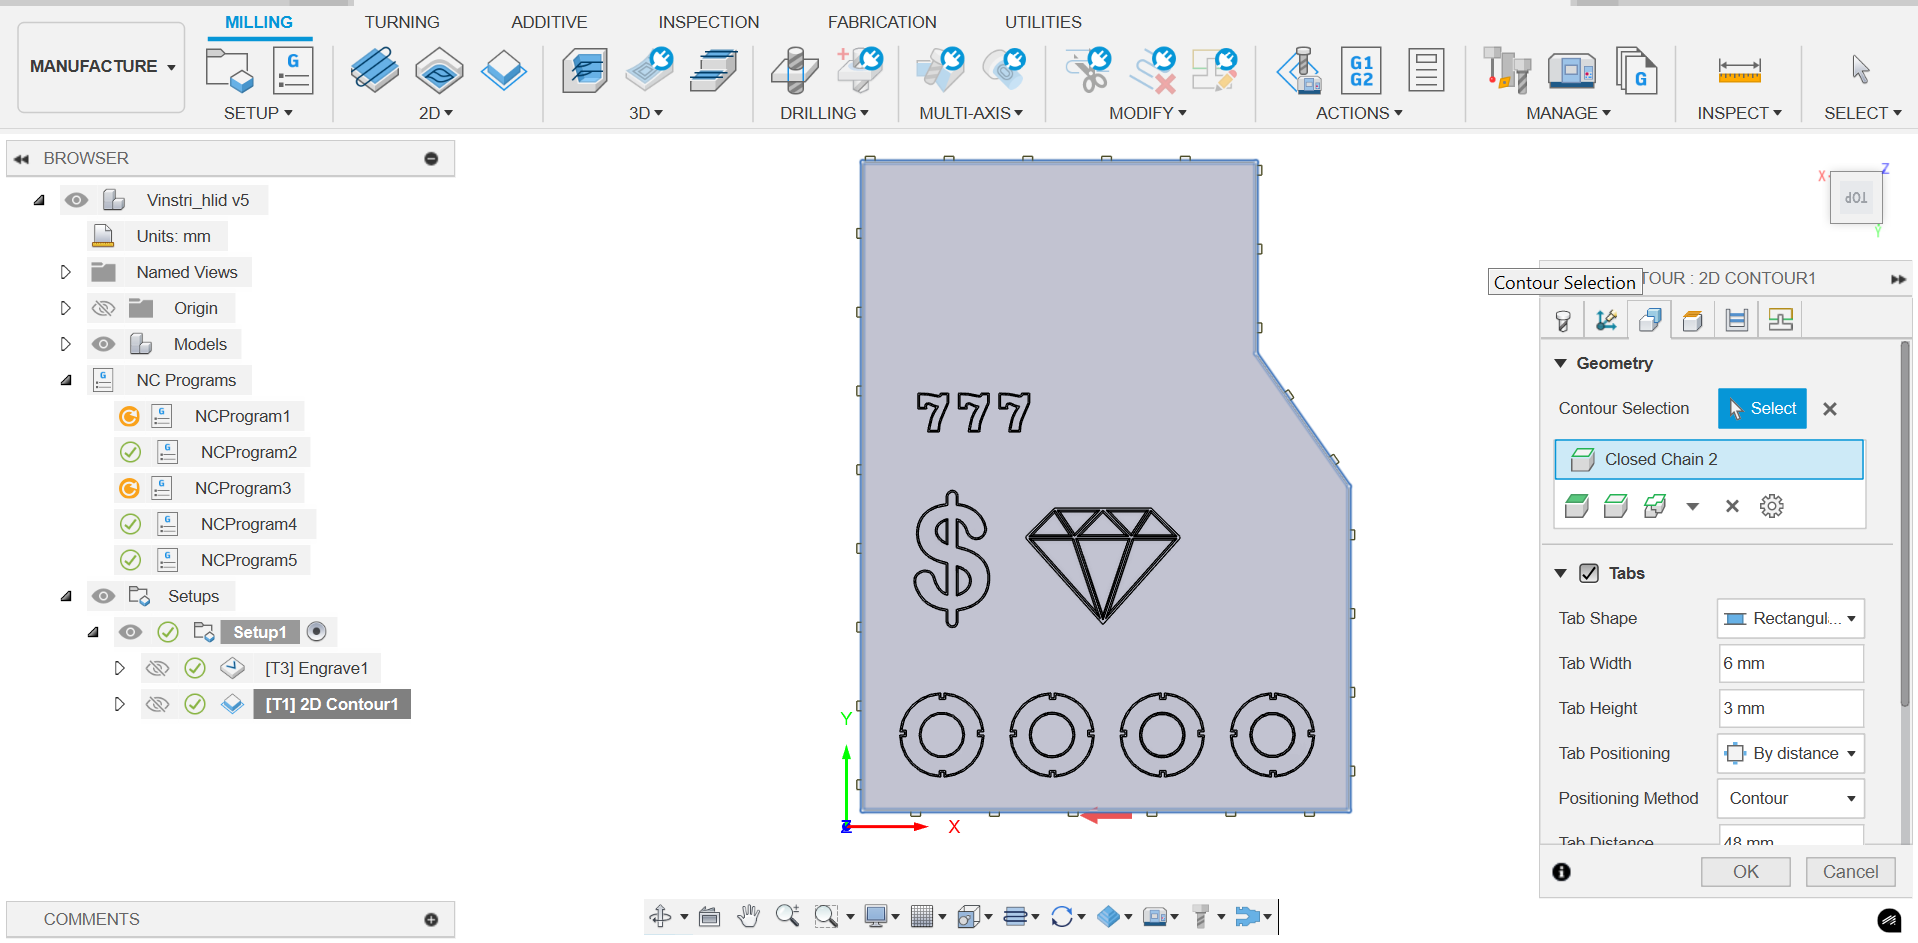 MILLING
TURNING
ADDITIVE
INSPECTION
FABRICATION
UTILITIES
MANUFACTURE
G
G1
G2
G
SETUP
2D
3D
DRILLING
MULTI-AXIS
MODIFY
ACTIONS
MANAGE
INSPECT
SELECT
BROWSER
Vinstri_hlid v5
Units: mm
Named Views
Origin
Models
G NC Programs
G NCProgram1
G NCProgram2
G NCProgram3
G NCProgram4
G NCProgram5
Setups
Setup1
[T3] Engrave1
[T1] 2D Contour1
COMMENTS
777
$
Y
Z
X
X
Z
TOP
Y
Contour Selection
TOUR : 2D CONTOUR1
Geometry
Contour Selection Select
Closed Chain 2
Tabs
Tab Shape Rectangul...
Tab Width 6 mm
Tab Height 3 mm
Tab Positioning By distance
Positioning Method Contour
Tab Distance 48 mm
OK Cancel